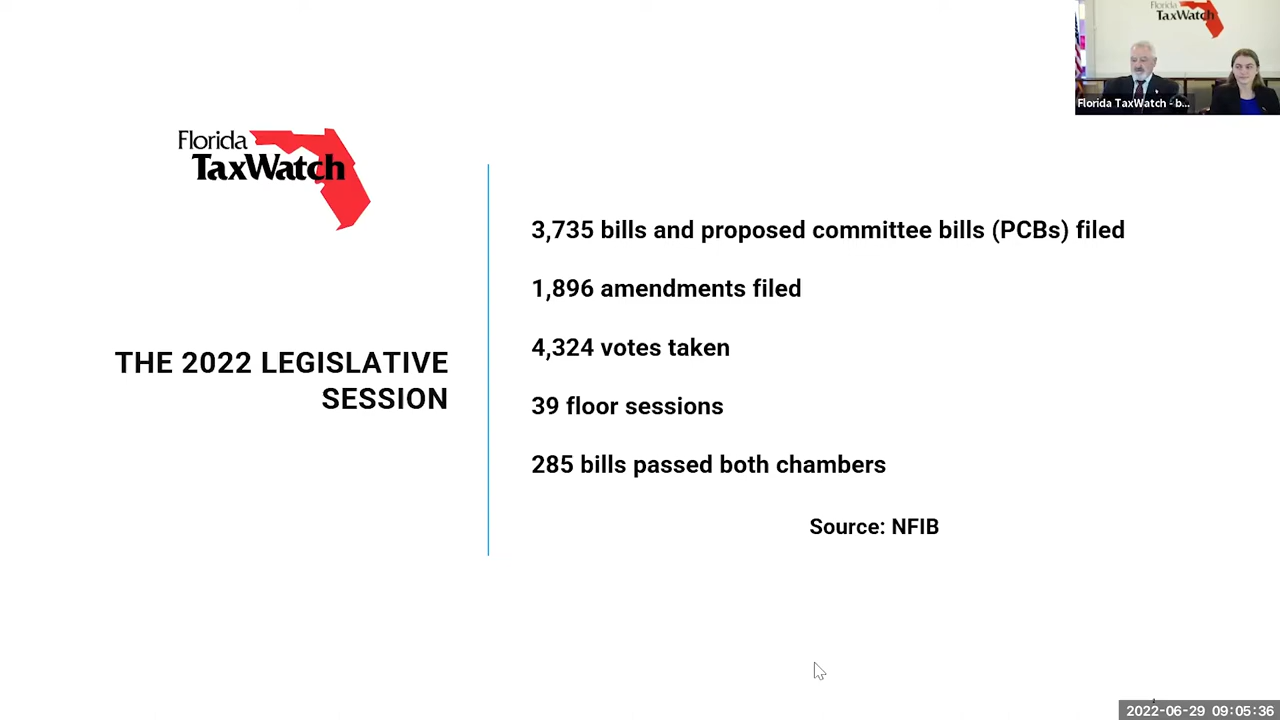 Florida
TaxWatch
THE 2022 LEGISLATIVE
SESSION
3,735 bills and proposed committee bills (PCBs) filed
1,896 amendments filed
4,324 votes taken
39 floor sessions
285 bills passed both chambers
Source: NFIB
Florida
TaxWatch
Florida TaxWatch - b...
2022-06-29 09:05:36